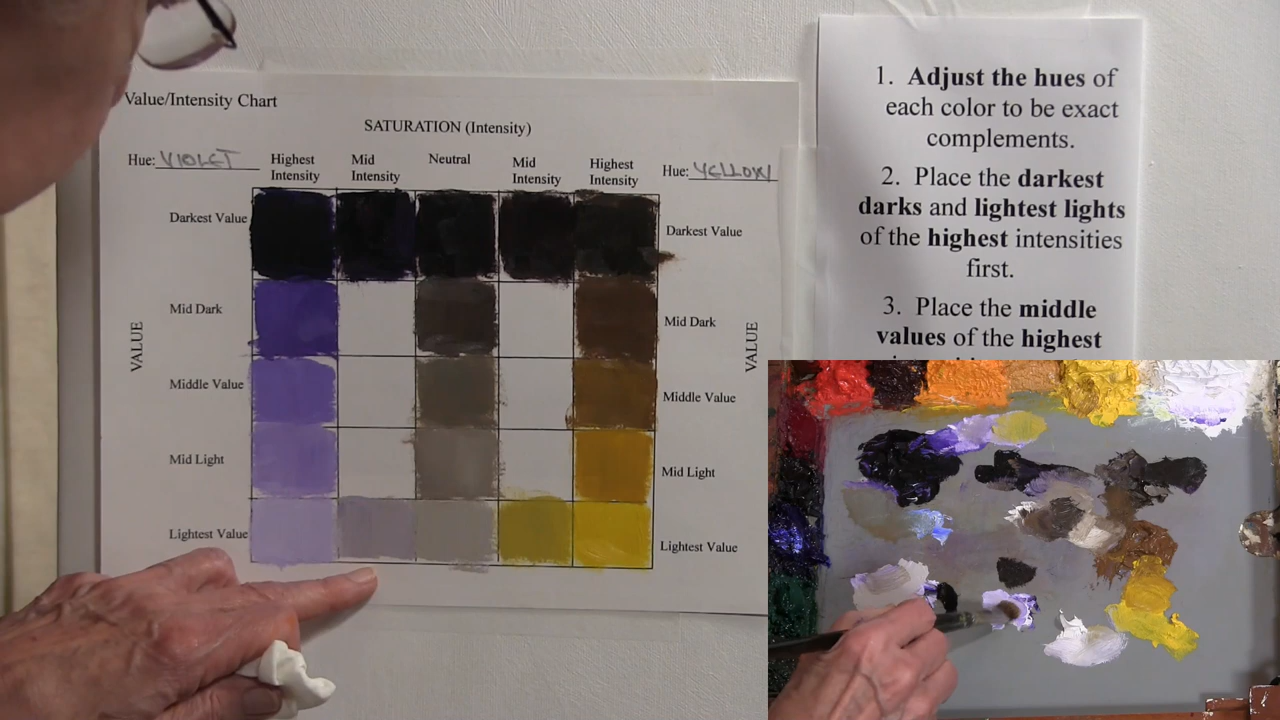 Value/Intensity Chart
SATURATION (Intensity)
Hue: VIOLET
Highest
Intensity
Mid
Intensity
Neutral
Mid
Intensity
Highest
Intensity
Hue: YELLOW
Darkest Value
Darkest Value
Mid Dark
Mid Dark
VALUE
VALUE
Middle Value
Middle Value
Mid Light
Mid Light
Lightest Value
Lightest Value
1. Adjust the hues of
each color to be exact
complements.
2. Place the darkest
darks and lightest lights
of the highest intensities
first.
3. Place the middle
values of the highest